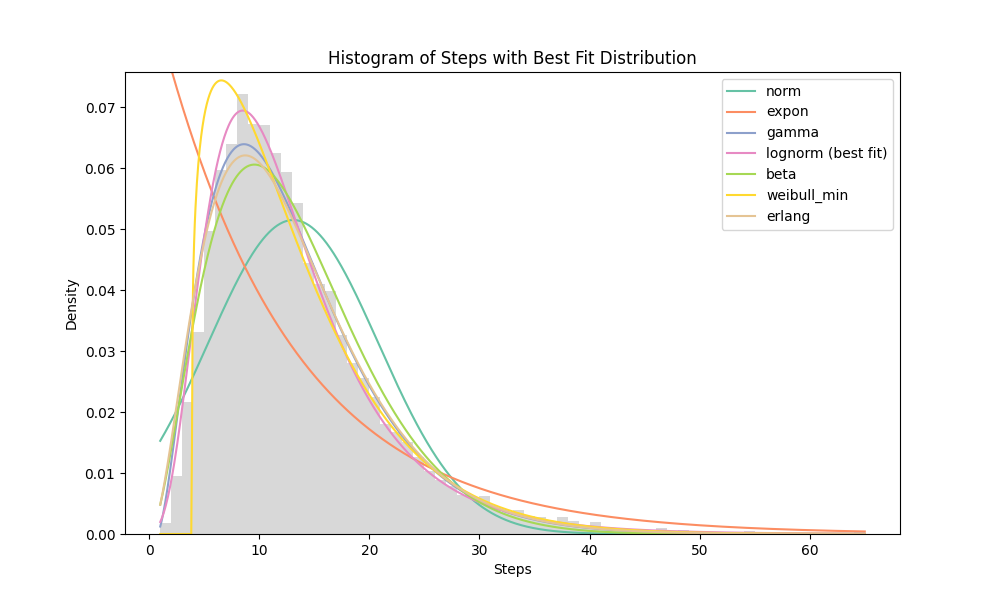 Histogram of Steps with Best Fit Distribution
norm
expon
gamma
lognorm (best fit)
beta
weibull_min
erlang
Density
0.07
0.06
0.05
0.04
0.03
0.02
0.01
0.00
0 10 20 30 40 50 60
Steps